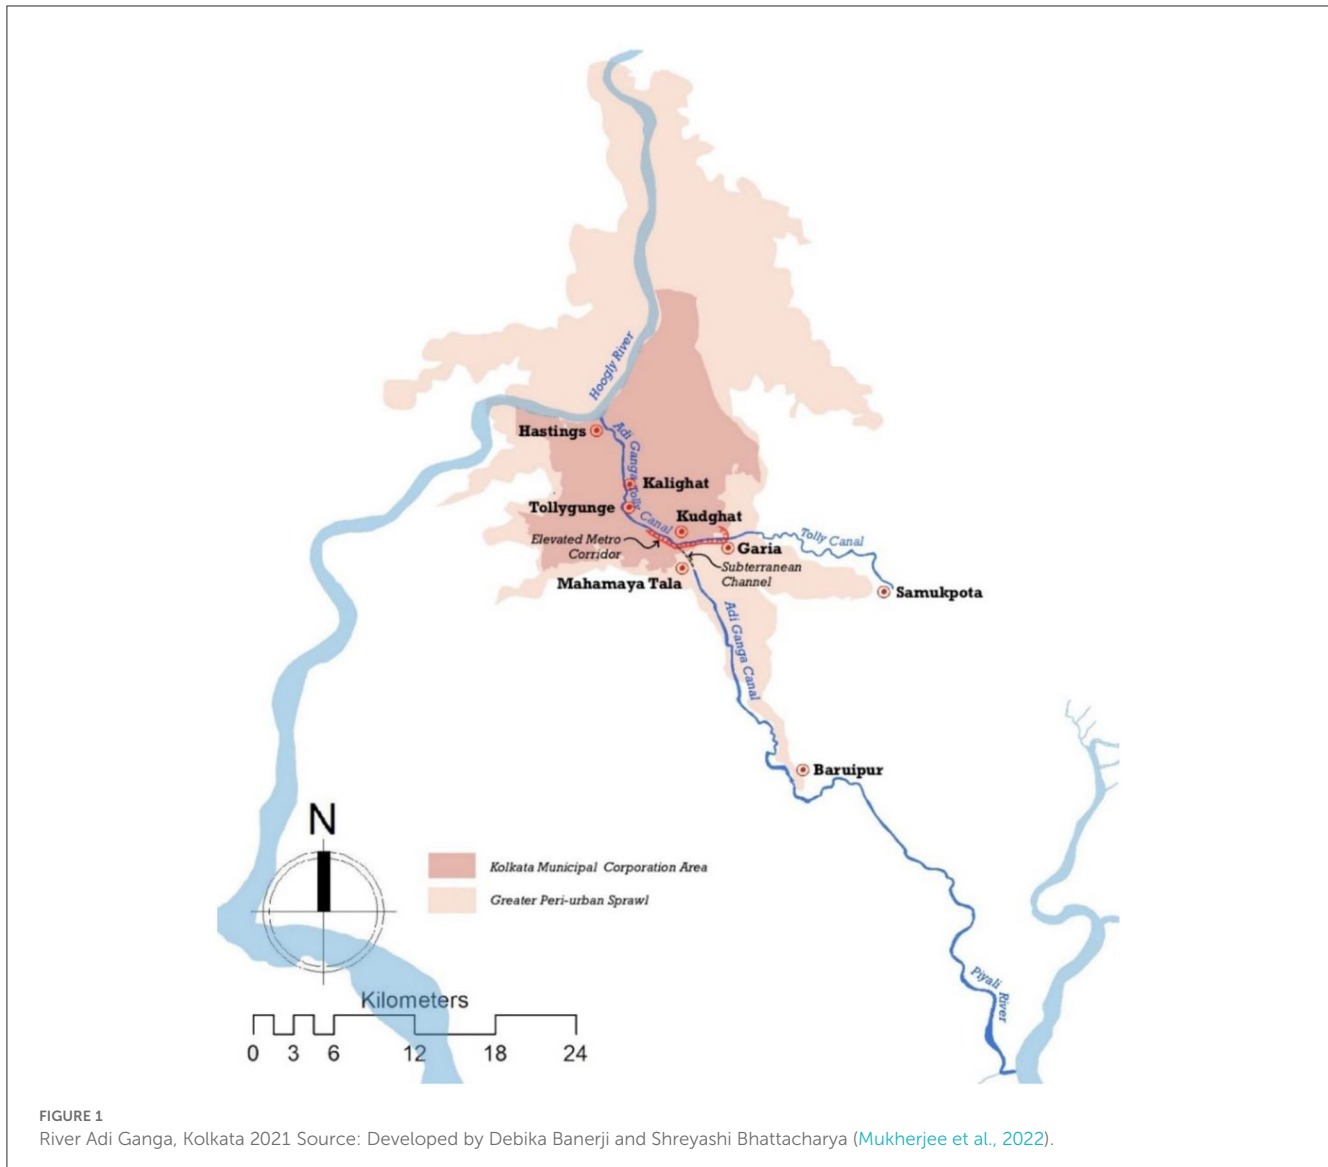 Hoogly River
Hastings
Adi Ganga
Tolly
Canal
Kalighat
Tollygunge
Kudghat
Elevated Metro
Corridor
Tolly Canal
Garia
Subterranean
Channel
Mahamaya Tala
Samukpota
Adi Ganga Canal
Baruipur
N
Kolkata Municipal Corporation Area
Greater Peri-urban Sprawl
Piyali River
Kilometers
0 3 6 12 18 24
FIGURE 1
River Adi Ganga, Kolkata 2021 Source: Developed by Debika Banerji and Shreyashi Bhattacharya (Mukherjee et al., 2022).